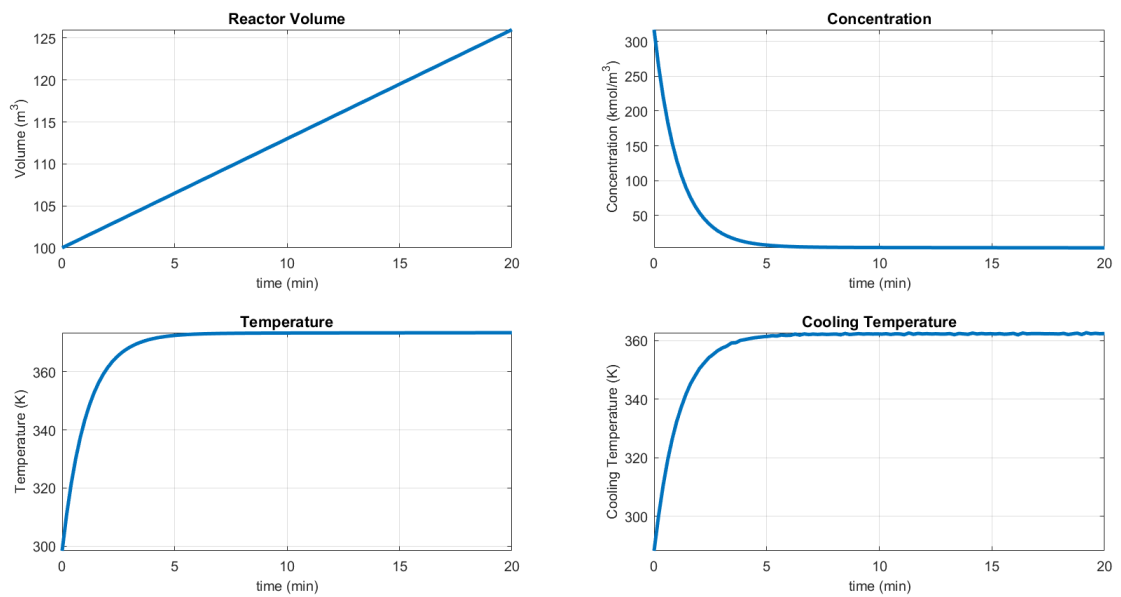 Reactor Volume
Volume (m³)
125
120
115
110
105
100
0 5 10 15 20
time (min)
Concentration
Concentration (kmol/m³)
300
250
200
150
100
50
0 5 10 15 20
time (min)
Temperature
Temperature (K)
360
340
320
300
0 5 10 15 20
time (min)
Cooling Temperature
Cooling Temperature (K)
360
340
320
300
0 5 10 15 20
time (min)